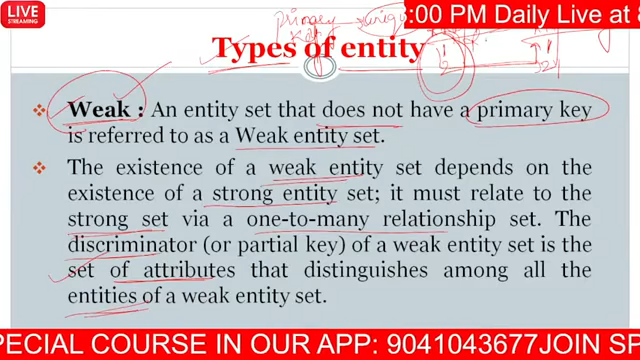 LIVE
STREAMING
:00 PM Daily Live at 8
primary
key
Types of entity
❖ Weak : An entity set that does not have a primary key
is referred to as a Weak entity set.
❖ The existence of a weak entity set depends on the
existence of a strong entity set; it must relate to the
strong set via a one-to-many relationship set. The
discriminator (or partial key) of a weak entity set is the
set of attributes that distinguishes among all the
entities of a weak entity set.
PECIAL COURSE IN OUR APP: 9041043677JOIN SP